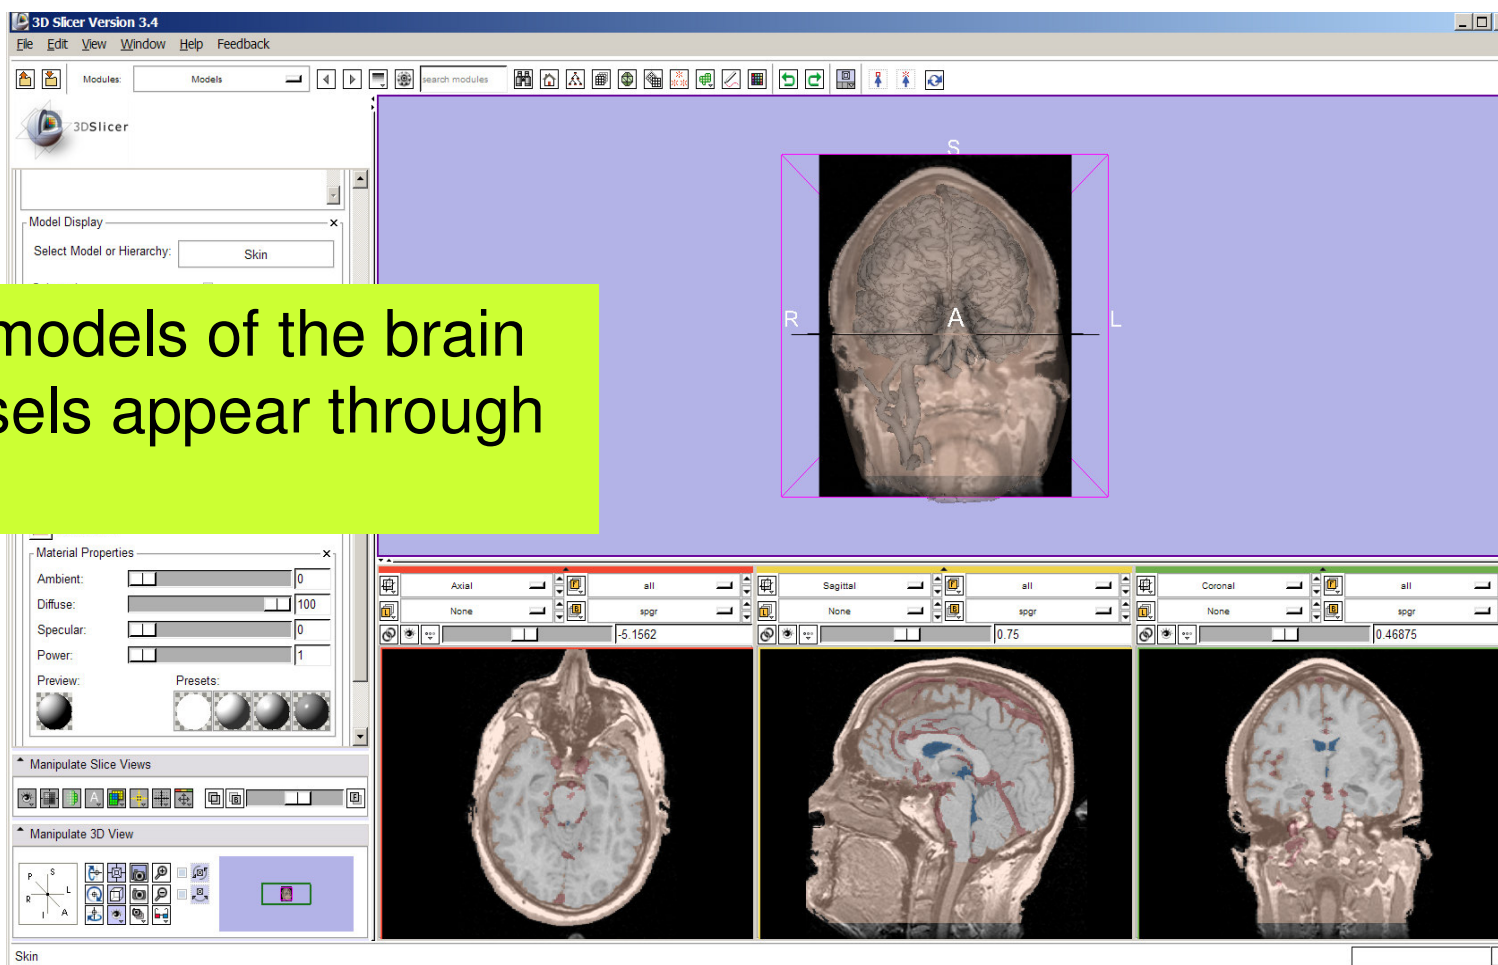 3D Slicer Version 3.4
File Edit View Window Help Feedback
Modules: Models search modules
3DSlicer
Model Display
Select Model or Hierarchy: Skin
models of the brain
sels appear through
Material Properties
Ambient: 0
Diffuse: 100
Specular: 0
Power: 1
Preview: Presets:
Manipulate Slice Views
Manipulate 3D View
P S L R I A
S
R A L
Axial all Sagittal all Coronal all
None spgr None spgr None spgr
-5.1562 0.75 0.46875
Skin